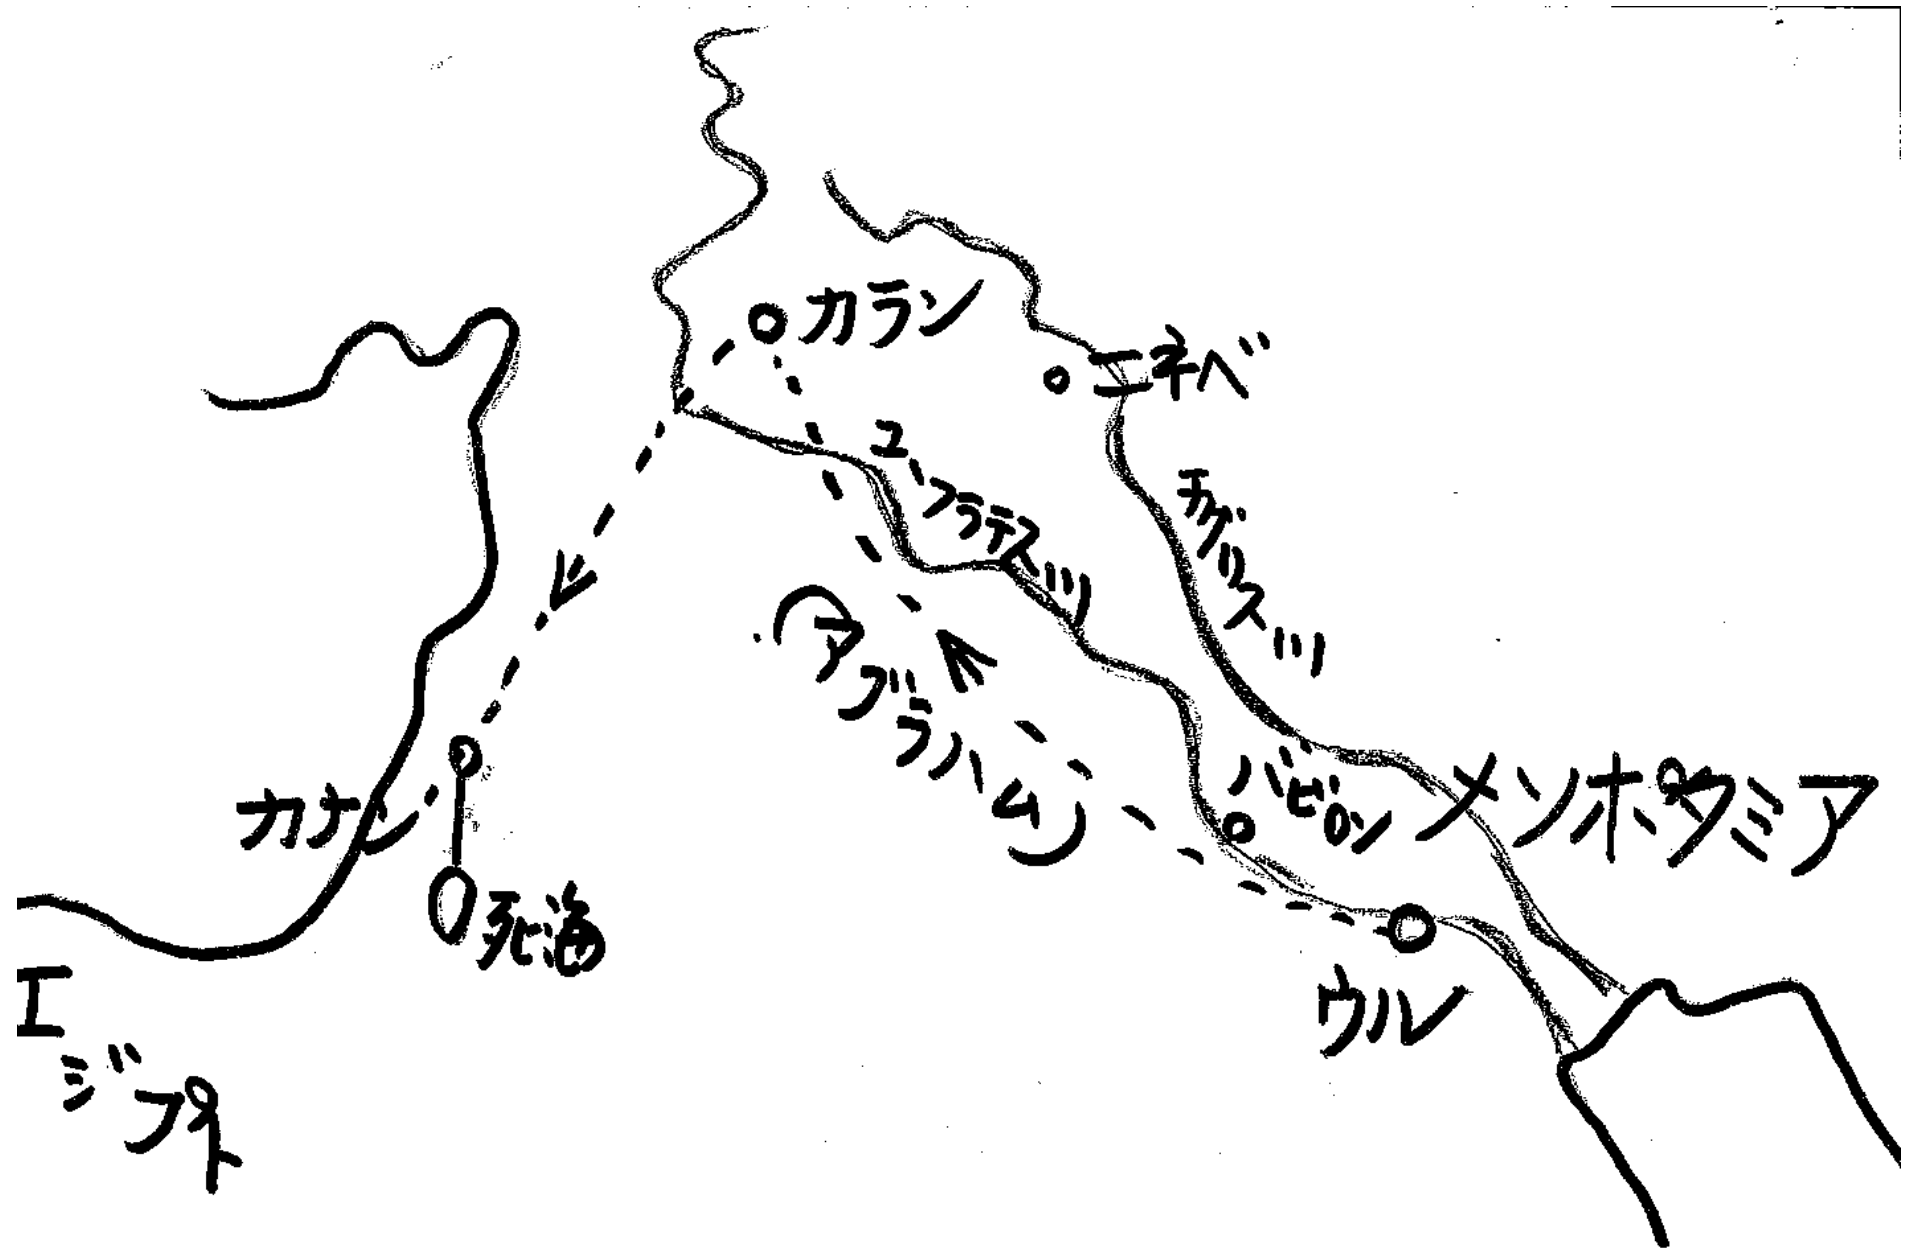 カラン
ニネベ
ユーフラテス川
チグリス川
(アブラハム)
バビロン
メソポタミア
カナン
死海
ウル
エジプト